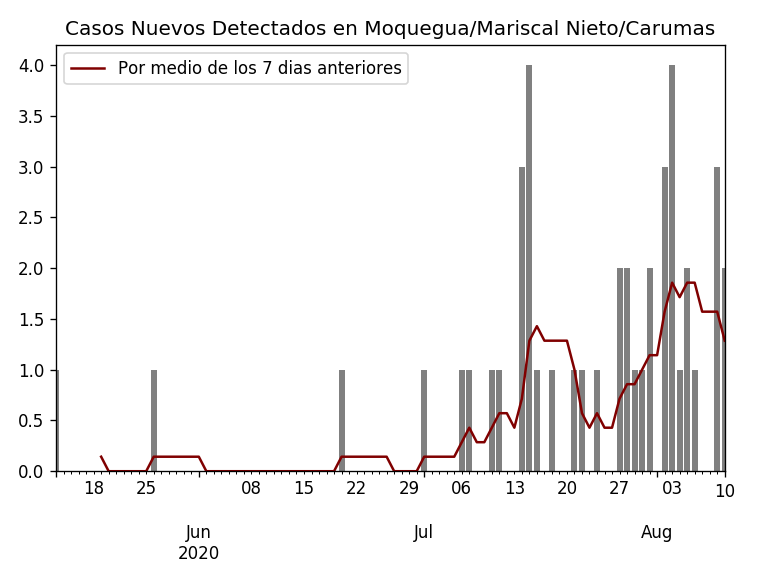 Casos Nuevos Detectados en Moquegua/Mariscal Nieto/Carumas
Por medio de los 7 dias anteriores
4.0
3.5
3.0
2.5
2.0
1.5
1.0
0.5
0.0
18 25 08 15 22 29 06 13 20 27 03 10
Jun Jul Aug
2020